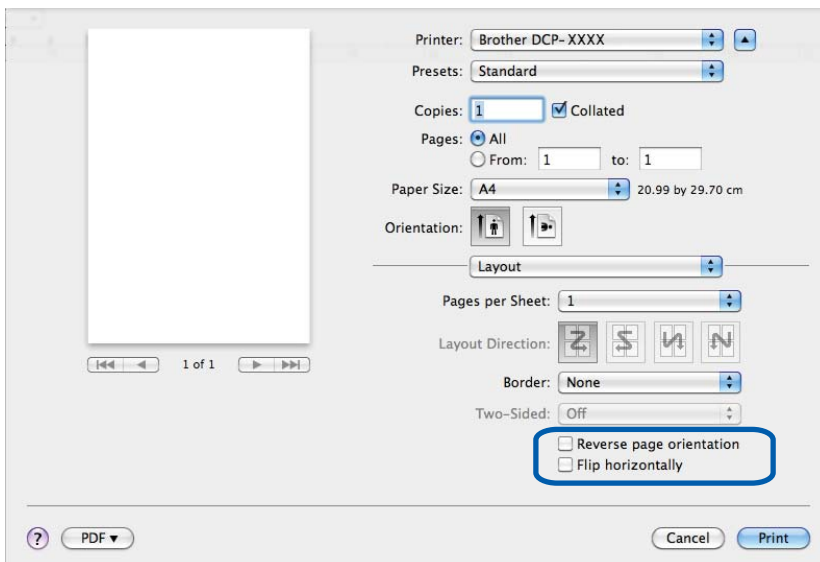 Printer: Brother DCP-XXXX
Presets: Standard
Copies: 1 Collated
Pages: All
From: 1 to: 1
Paper Size: A4 20.99 by 29.70 cm
Orientation:
Layout
Pages per Sheet: 1
Layout Direction:
1 of 1
Border: None
Two-Sided: Off
Reverse page orientation
Flip horizontally
? PDF Cancel Print